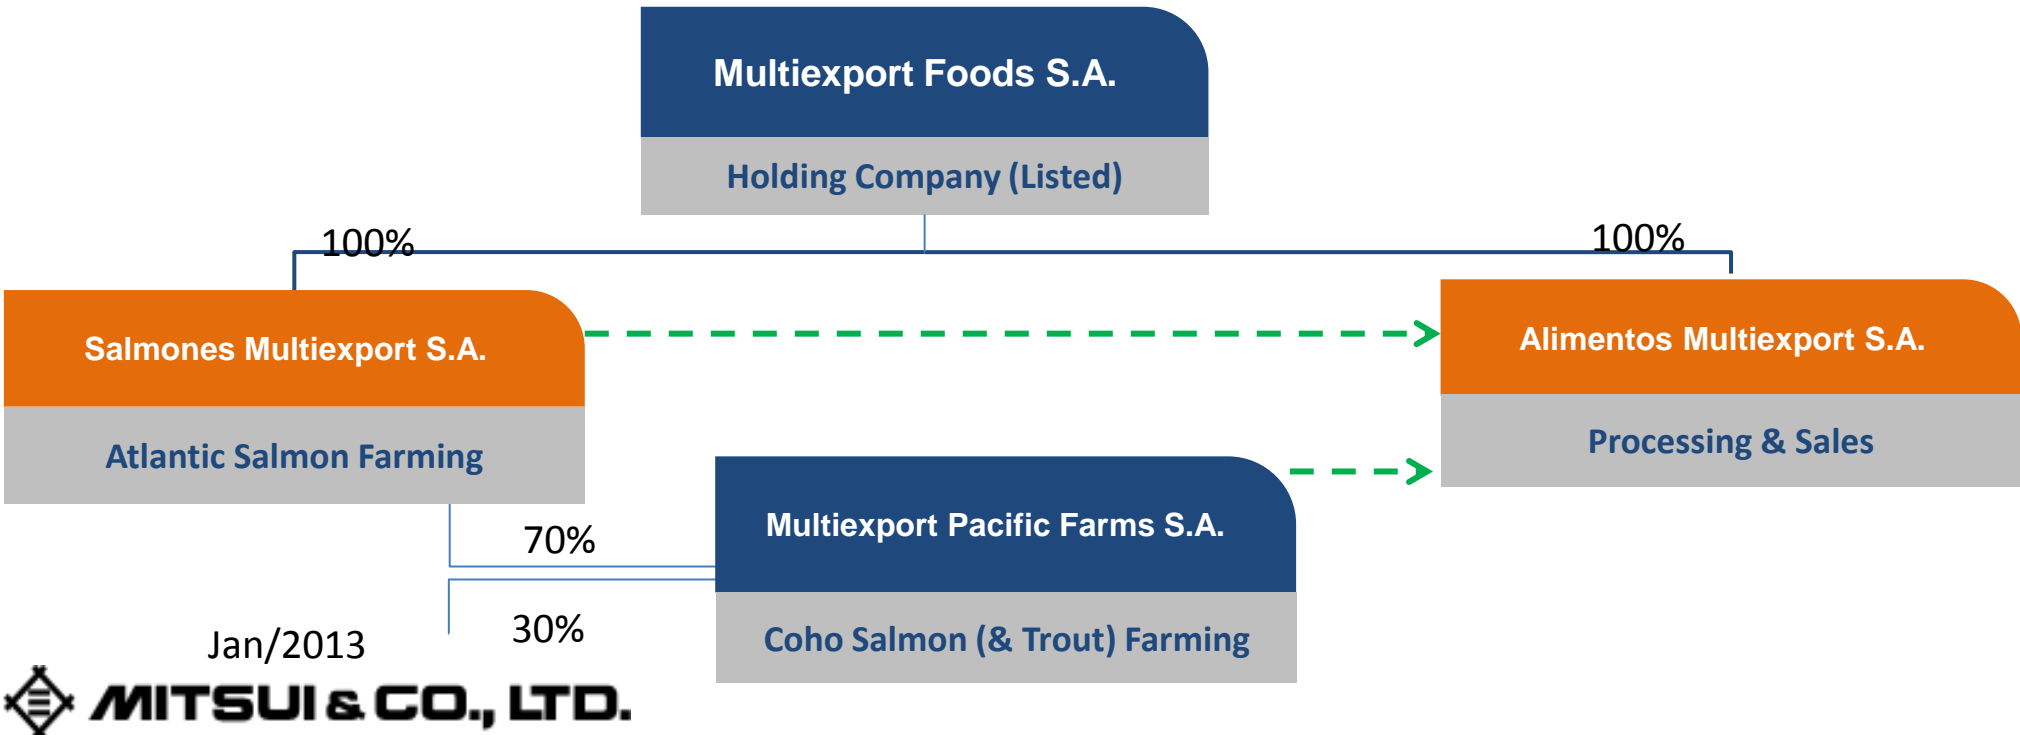 Multiexport Foods S.A.
Holding Company (Listed)
100%
100%
Salmones Multiexport S.A.
Atlantic Salmon Farming
Alimentos Multiexport S.A.
Processing & Sales
70%
Multiexport Pacific Farms S.A.
Coho Salmon (& Trout) Farming
30%
Jan/2013
MITSUI & CO., LTD.